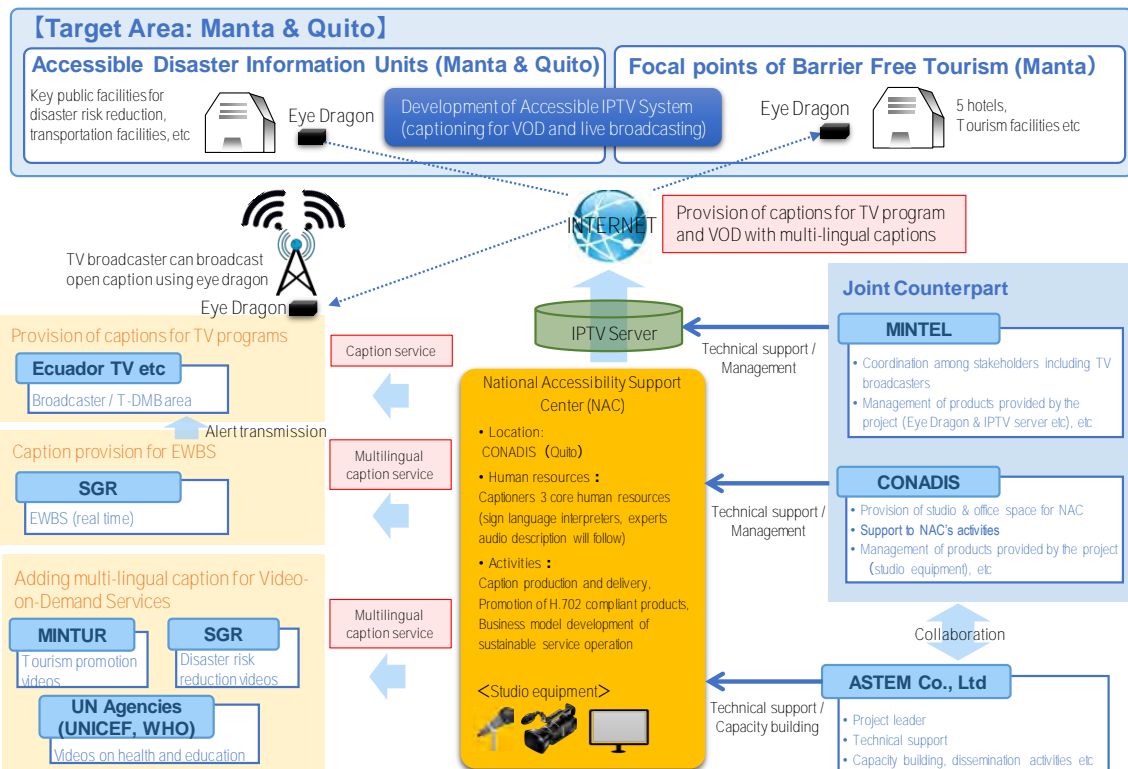 【Target Area: Manta & Quito】
Accessible Disaster Information Units (Manta & Quito)
Key public facilities for
disaster risk reduction,
transportation facilities, etc
Eye Dragon
Development of Accessible IPTV System
(captioning for VOD and live broadcasting)
Focal points of Barrier Free Tourism (Manta)
Eye Dragon
5 hotels,
Tourism facilities etc
INTERNET
Provision of captions for TV program
and VOD with multi-lingual captions
TV broadcaster can broadcast
open caption using eye dragon
Eye Dragon
Provision of captions for TV programs
Ecuador TV etc
Broadcaster / T-DMB area
Alert transmission
Caption provision for EWBS
SGR
EWBS (real time)
Adding multi-lingual caption for Video-
on-Demand Services
MINTUR
Tourism promotion
videos
SGR
Disaster risk
reduction videos
UN Agencies
(UNICEF, WHO)
Videos on health and education
Caption service
Multilingual
caption service
Multilingual
caption service
IPTV Server
National Accessibility Support
Center (NAC)
• Location:
CONADIS (Quito)
• Human resources :
Captioners 3 core human resources
(sign language interpreters, experts
audio description will follow)
• Activities :
Caption production and delivery,
Promotion of H.702 compliant products,
Business model development of
sustainable service operation
<Studio equipment>
Technical support /
Management
Technical support /
Management
Technical support /
Capacity building
Joint Counterpart
MINTEL
• Coordination among stakeholders including TV
broadcasters
• Management of products provided by the
project (Eye Dragon & IPTV server etc), etc
CONADIS
• Provision of studio & office space for NAC
• Support to NAC's activities
• Management of products provided by the project
(studio equipment), etc
Collaboration
ASTEM Co., Ltd
• Project leader
• Technical support
• Capacity building, dissemination activities etc